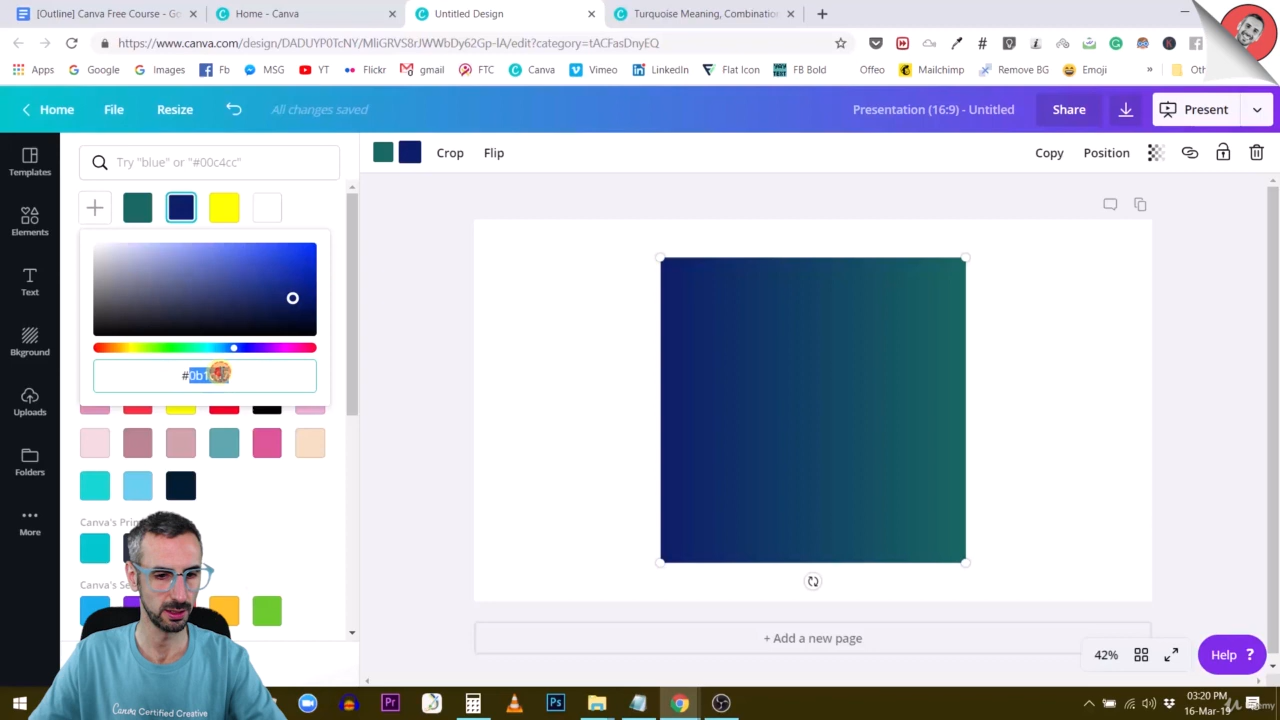 [Outline] Canva Free Course - Go
Home - Canva
Untitled Design
Turquoise Meaning, Combination
https://www.canva.com/design/DADUYP0TcNY/MliGRVS8rJWWbDy62Gp-lA/edit?category=tACFasDnyEQ
Apps
Google
Images
Fb
MSG
YT
Flickr
gmail
FTC
Canva
Vimeo
LinkedIn
Flat Icon
FB Bold
Offeo
Mailchimp
Remove BG
Emoji
»
Home
File
Resize
All changes saved
Presentation (16:9) - Untitled
Share
Present
Templates
Elements
Text
Bkground
Uploads
Folders
More
Try "blue" or "#00c4cc"
Crop
Flip
Copy
Position
Canva's
Canva's
+ Add a new page
42%
Help ?
Canva Certified Creative
03:20 PM
16-Mar-19